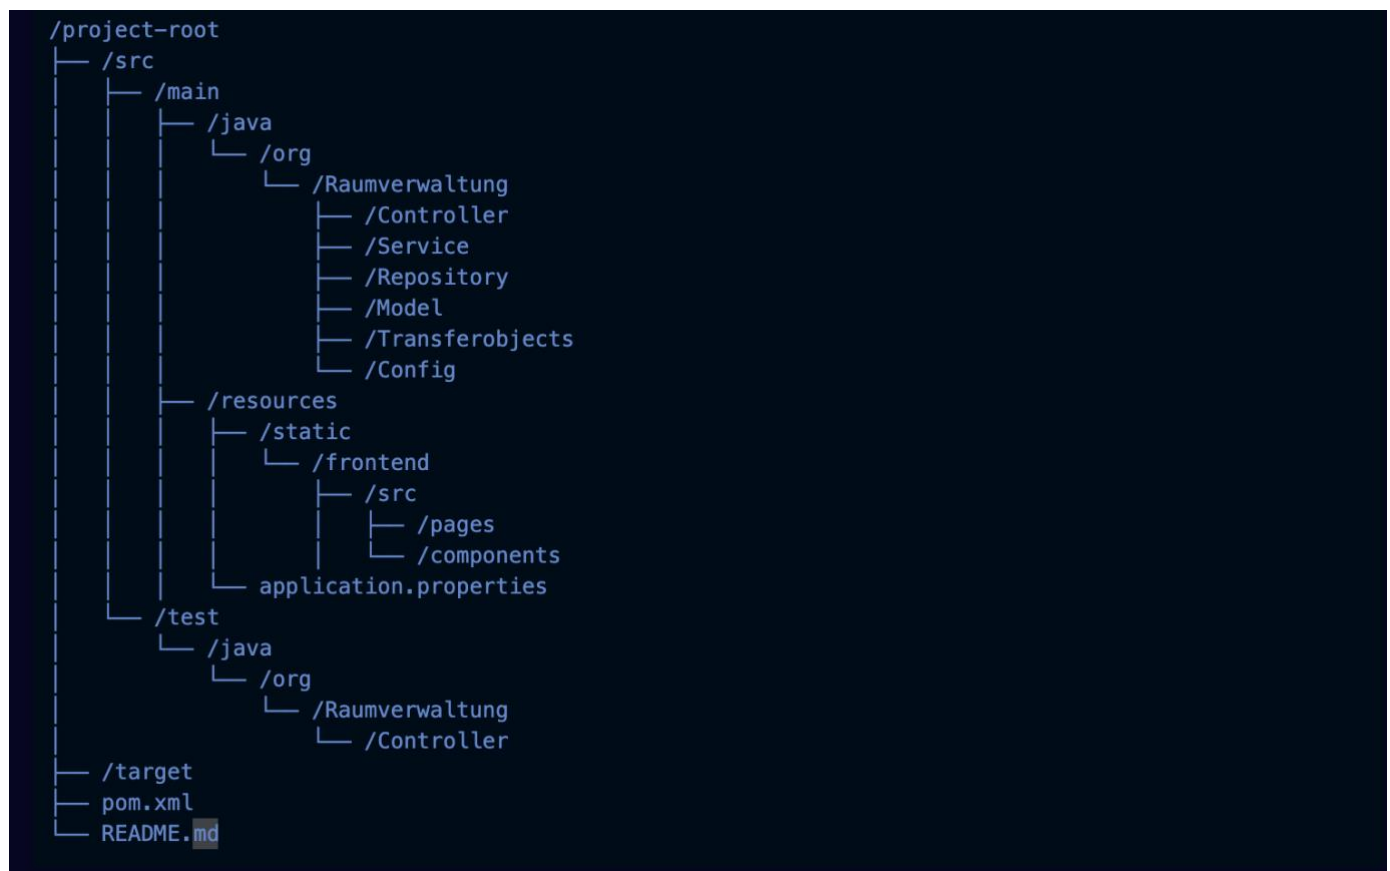 /project-root
├── /src
│   ├── /main
│   │   ├── /java
│   │   │   └── /org
│   │   │       └── /Raumverwaltung
│   │   │           ├── /Controller
│   │   │           ├── /Service
│   │   │           ├── /Repository
│   │   │           ├── /Model
│   │   │           ├── /Transferobjects
│   │   │           └── /Config
│   │   ├── /resources
│   │   │   ├── /static
│   │   │   │   └── /frontend
│   │   │   │       ├── /src
│   │   │   │       │   ├── /pages
│   │   │   │       │   └── /components
│   │   │   └── application.properties
│   └── /test
│       └── /java
│           └── /org
│               └── /Raumverwaltung
│                   └── /Controller
├── /target
├── pom.xml
└── README.md